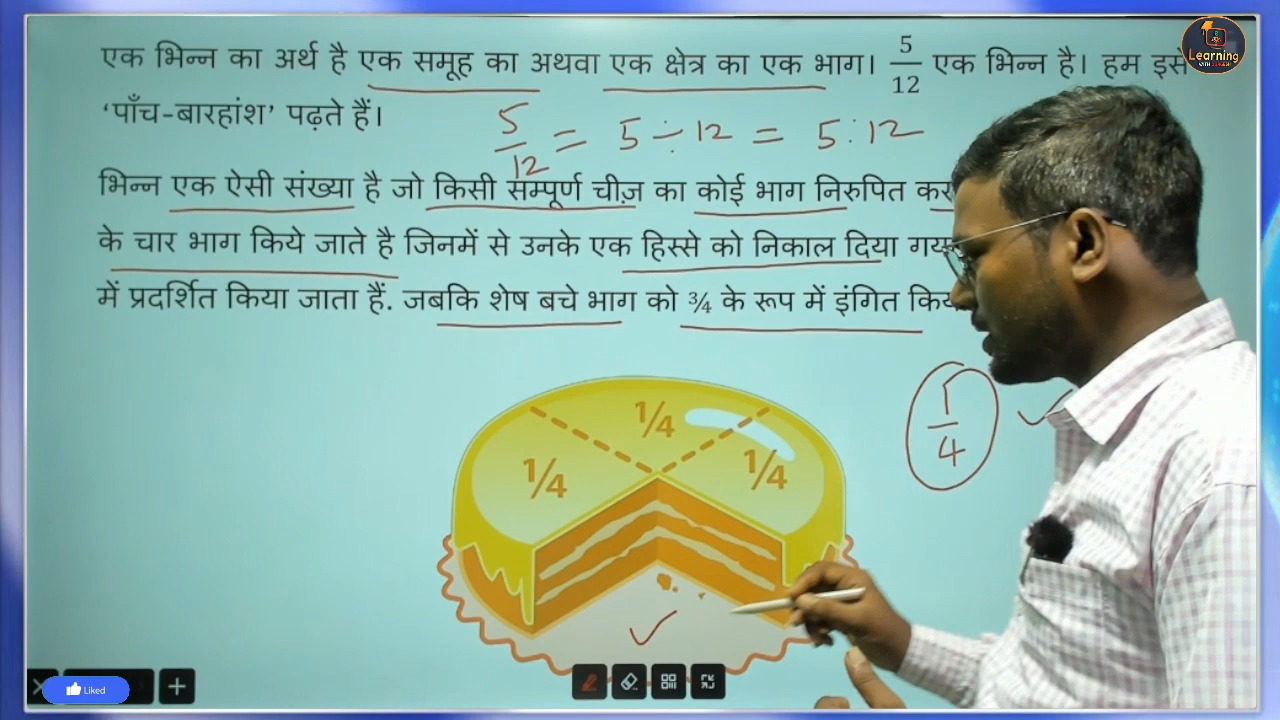 एक भिन्न का अर्थ है एक समूह का अथवा एक क्षेत्र का एक भाग। 5/12 एक भिन्न है। हम इसे
‘पाँच-बारहांश’ पढ़ते हैं।
5/12 = 5 ÷ 12 = 5:12
भिन्न एक ऐसी संख्या है जो किसी सम्पूर्ण चीज़ का कोई भाग निरुपित
के चार भाग किये जाते है जिनमें से उनके एक हिस्से को निकाल दिया
में प्रदर्शित किया जाता हैं. जबकि शेष बचे भाग को ¾ के रूप में इंगित
1/4
1/4
1/4
1/4
Learning
Liked